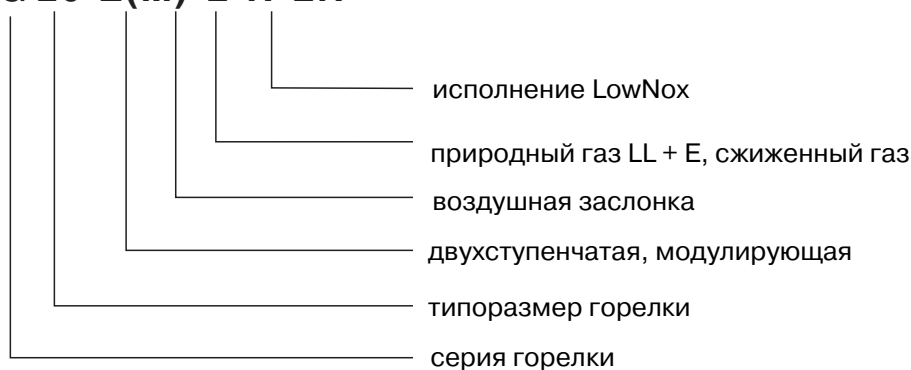 исполнение LowNox
природный газ LL + E, сжиженный газ
воздушная заслонка
двухступенчатая, модулирующая
типоразмер горелки
серия горелки